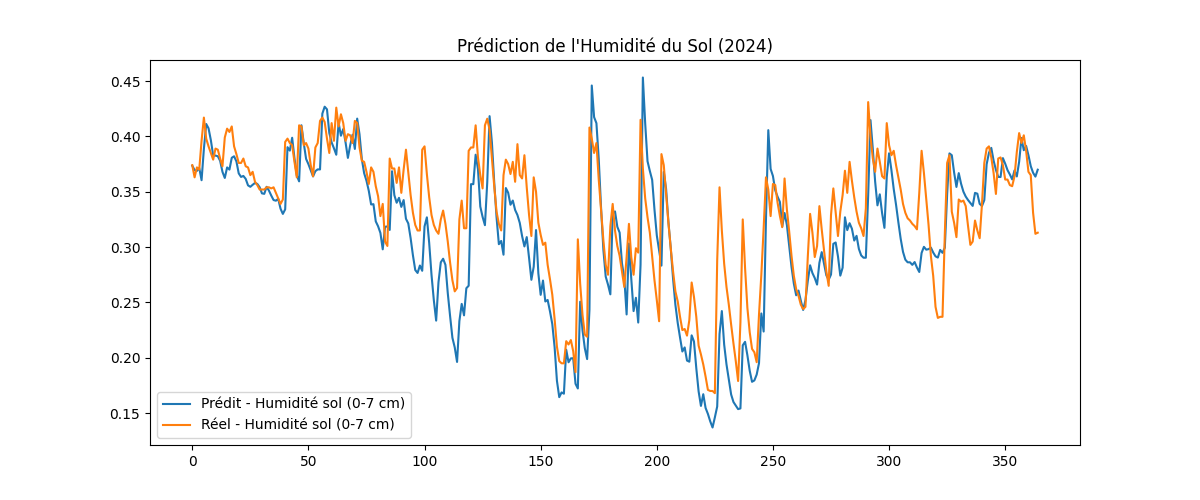 Prédiction de l'Humidité du Sol (2024)
0.45
0.40
0.35
0.30
0.25
0.20
0.15
Prédit - Humidité sol (0-7 cm)
Réel - Humidité sol (0-7 cm)
0 50 100 150 200 250 300 350